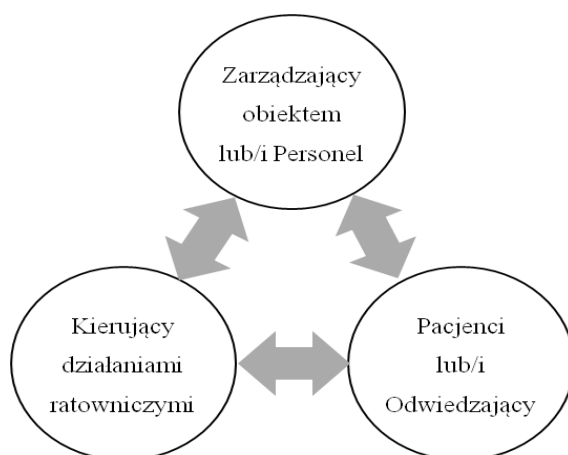 Zarządzający
obiektem
lub/i Personel
Kierujący
działaniami
ratowniczymi
Pacjenci
lub/i
Odwiedzający